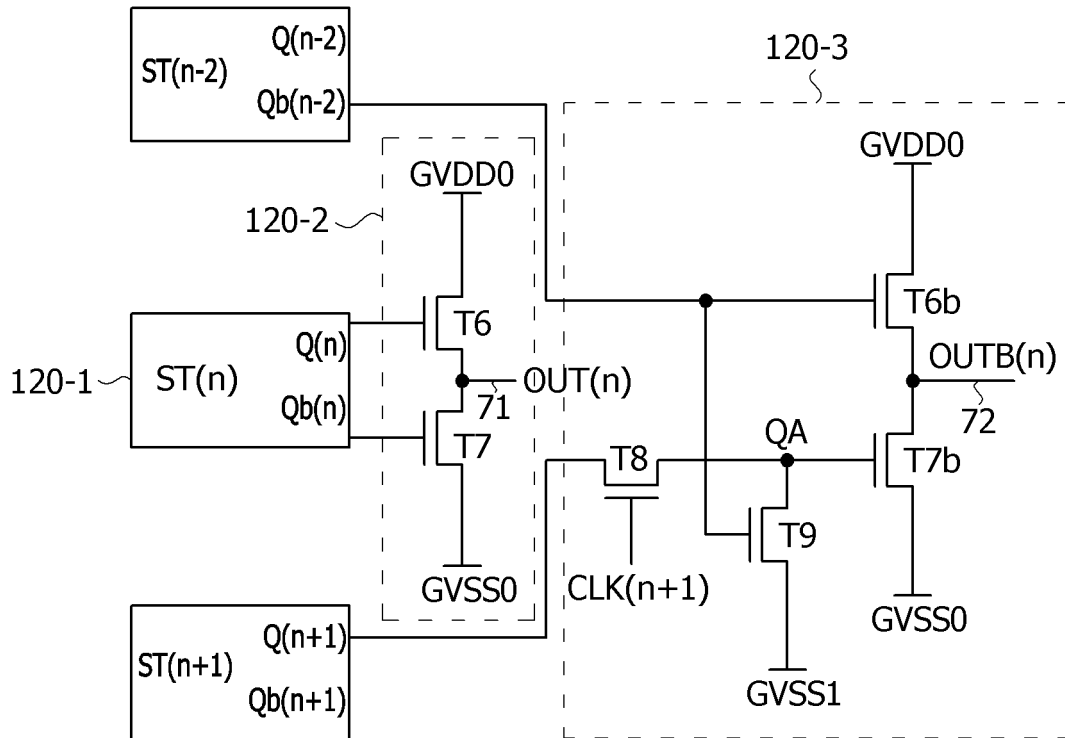 120-3
Q(n-2)
ST(n-2)
Qb(n-2)
GVDD0
GVDD0
120-2
T6
T6b
Q(n)
120-1
ST(n)
OUT(n)
OUTB(n)
71
72
Qb(n)
T7
QA
T8
T7b
T9
CLK(n+1)
GVSS0
GVSS0
Q(n+1)
ST(n+1)
Qb(n+1)
GVSS1